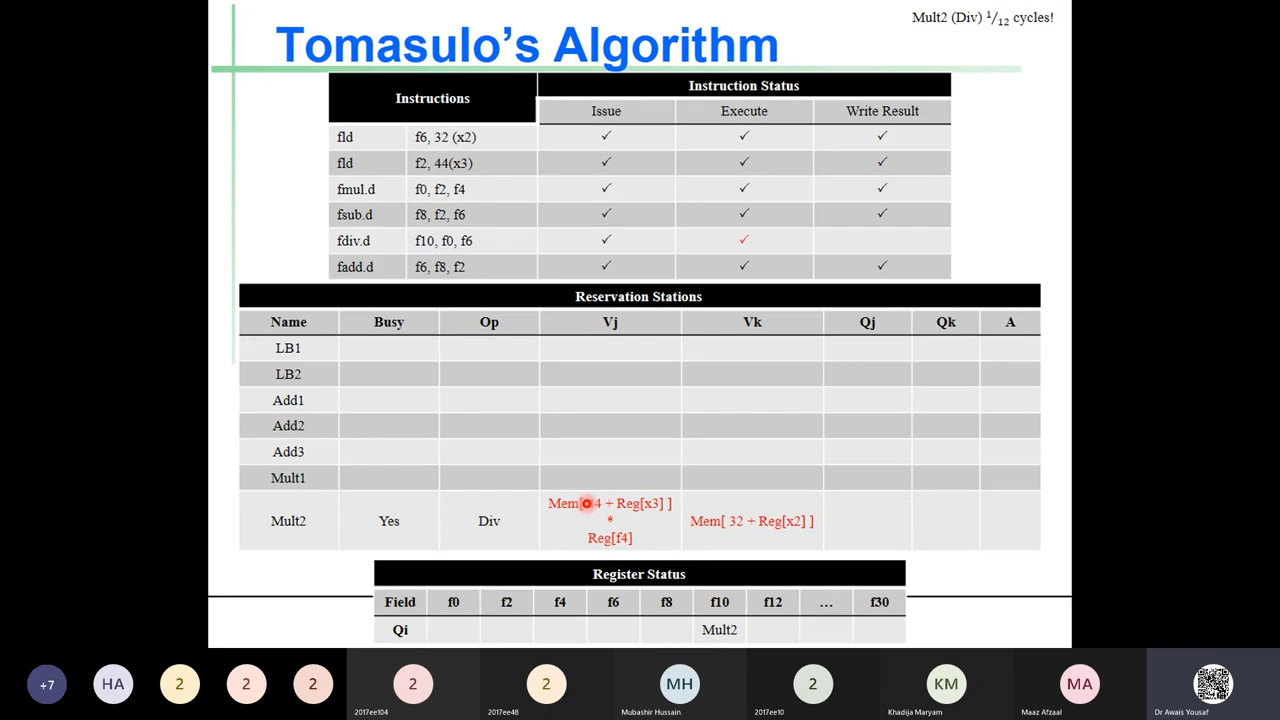 Mult2 (Div) 1/12 cycles!
Tomasulo's Algorithm
Instructions Instruction Status
Issue Execute Write Result
fld f6, 32 (x2) ✓ ✓ ✓
fld f2, 44(x3) ✓ ✓ ✓
fmul.d f0, f2, f4 ✓ ✓ ✓
fsub.d f8, f2, f6 ✓ ✓ ✓
fdiv.d f10, f0, f6 ✓ ✓
fadd.d f6, f8, f2 ✓ ✓ ✓
Reservation Stations
Name Busy Op Vj Vk Qj Qk A
LB1
LB2
Add1
Add2
Add3
Mult1
Mult2 Yes Div Mem[ 4 + Reg[x3] ] * Reg[f4] Mem[ 32 + Reg[x2] ]
Register Status
Field f0 f2 f4 f6 f8 f10 f12 ... f30
Qi Mult2
+7 HA 2 2 2 2 2 MH 2 KM MA
2017ee104 2017ee48 Mubashir Hussain 2017ee10 Khadija Maryam Maaz Afzaal Dr Awais Yousaf